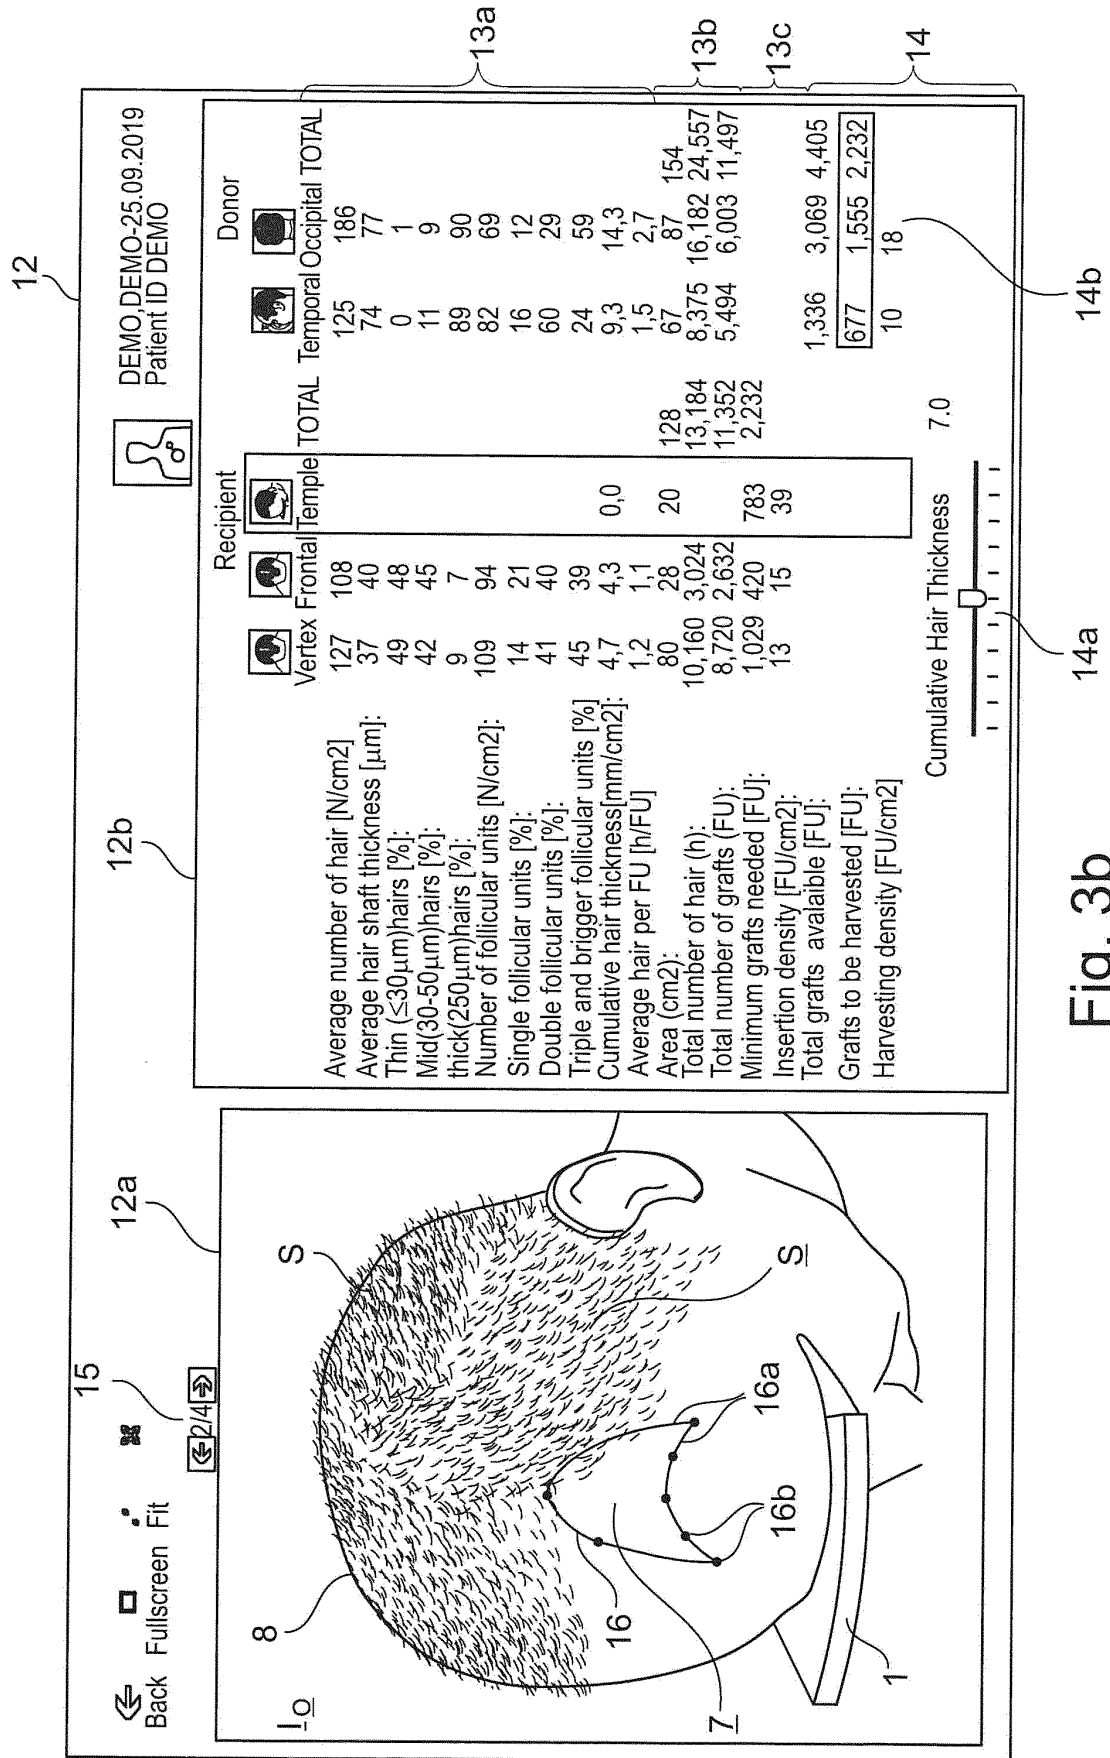 12
12a
12b
15
Back Fullscreen Fit
2/4
DEMO,DEMO-25.09.2019
Patient ID DEMO
Recipient Donor
Vertex Frontal Temple TOTAL Temporal Occipital TOTAL
Average number of hair [N/cm2] 127 108 125 186
Average hair shaft thickness [µm]: 37 40 74 77
Thin (≤30µm)hairs [%]: 49 48 0 1
Mid(30-50µm)hairs [%]: 42 45 11 9
thick(250µm)hairs [%]: 9 7 89 90
Number of follicular units [N/cm2]: 109 94 82 69
Single follicular units [%]: 14 21 16 12
Double follicular units [%]: 41 40 60 29
Triple and brigger follicular units [%] 45 39 24 59
Cumulative hair thickness[mm/cm2]: 4,7 4,3 0,0 9,3 14,3
Average hair per FU [h/FU] 1,2 1,1 1,5 2,7
Area (cm2): 80 28 20 128 67 87 154
Total number of hair (h): 10,160 3,024 13,184 8,375 16,182 24,557
Total number of grafts (FU): 8,720 2,632 11,352 5,494 6,003 11,497
Minimum grafts needed [FU]: 1,029 420 783 2,232
Insertion density [FU/cm2]: 13 15 39
Total grafts avalaible [FU]: 1,336 3,069 4,405
Grafts to be harvested [FU]: 677 1,555 2,232
Harvesting density [FU/cm2] 10 18
Cumulative Hair Thickness 7.0
13a
13b
13c
14
14a
14b
I0
8
S
S
16
16a
16b
7
1
Fig. 3b